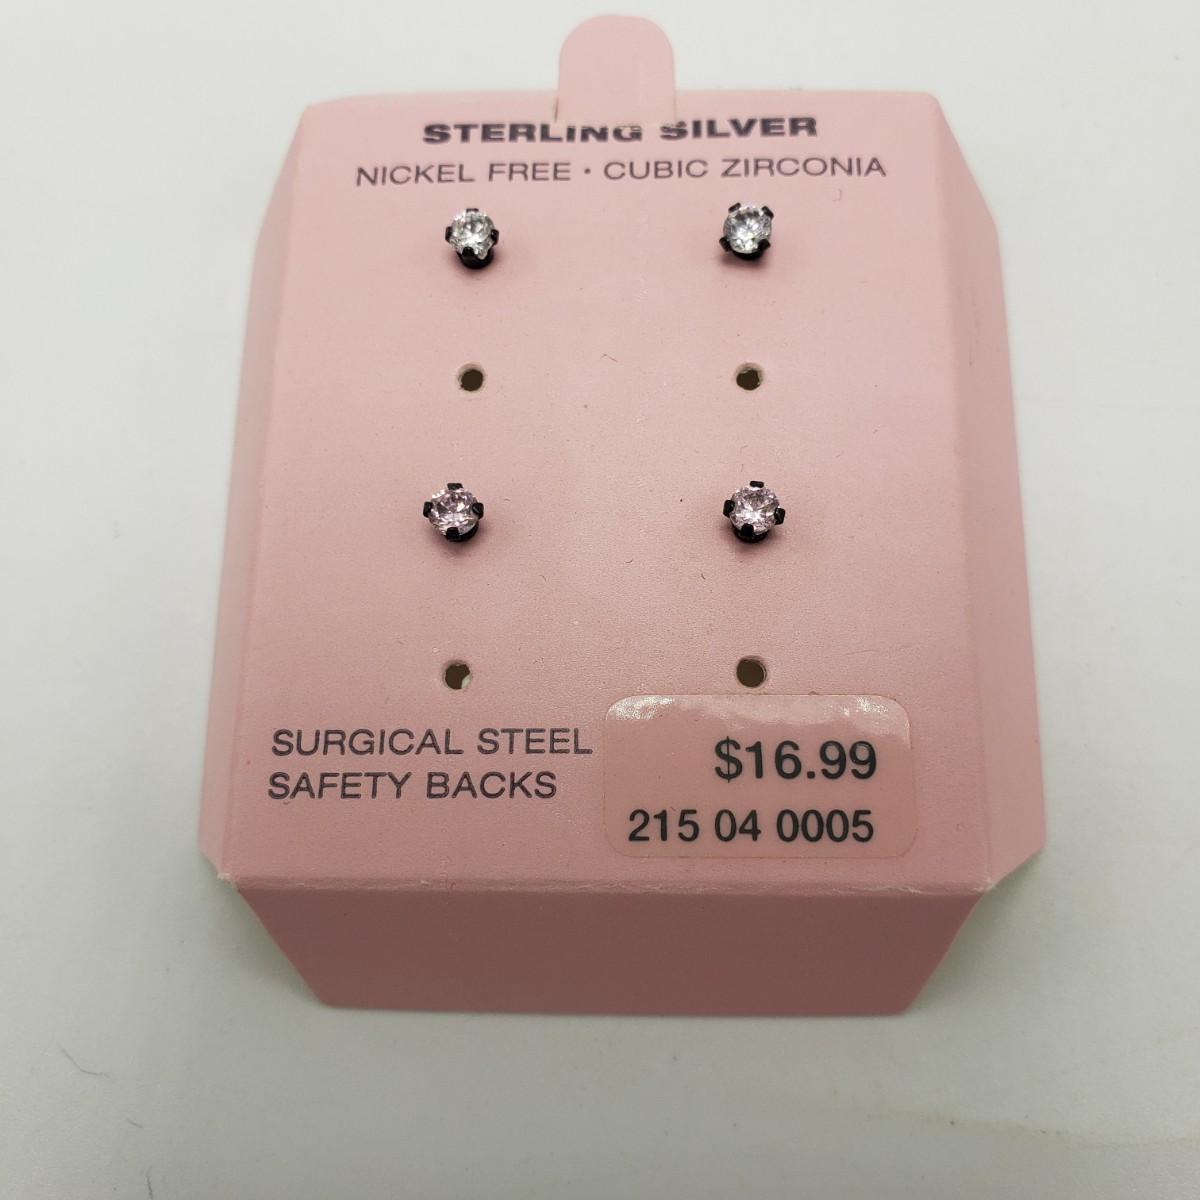 STERLING SILVER
NICKEL FREE · CUBIC ZIRCONIA
SURGICAL STEEL
SAFETY BACKS
$16.99
215 04 0005